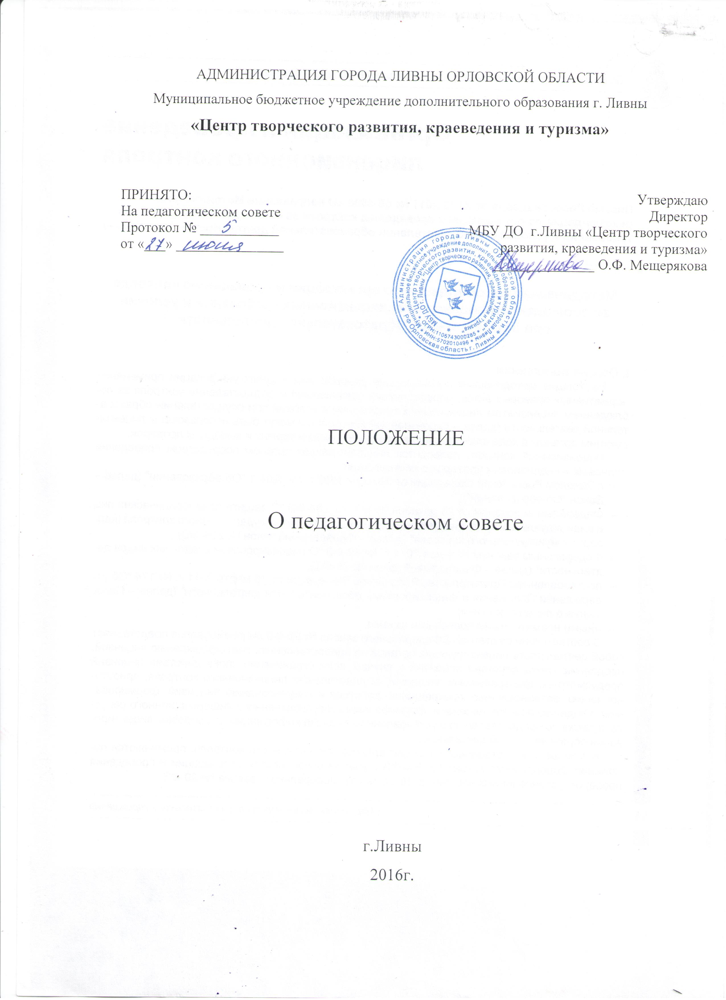 АДМИНИСТРАЦИЯ ГОРОДА ЛИВНЫ ОРЛОВСКОЙ ОБЛАСТИ
Муниципальное бюджетное учреждение дополнительного образования г. Ливны
«Центр творческого развития, краеведения и туризма»
ПРИНЯТО:
На педагогическом совете
Протокол № 5
от «27» июня
Утверждаю
Директор
МБУ ДО г.Ливны «Центр творческого
развития, краеведения и туризма»
Мещерякова О.Ф. Мещерякова
* Администрация города Ливны Орловской области *
РФ Орловская область г. Ливны
* Муниципальное бюджетное учреждение дополнительного образования города Ливны *
ИНН:5702010496
"Центр творческого развития, краеведения и туризма" *
* ОГРН:1105743000285
МБУ ДО г. Ливны "Центр творческого развития, краеведения и туризма" *
ПОЛОЖЕНИЕ
О педагогическом совете
г.Ливны
2016г.